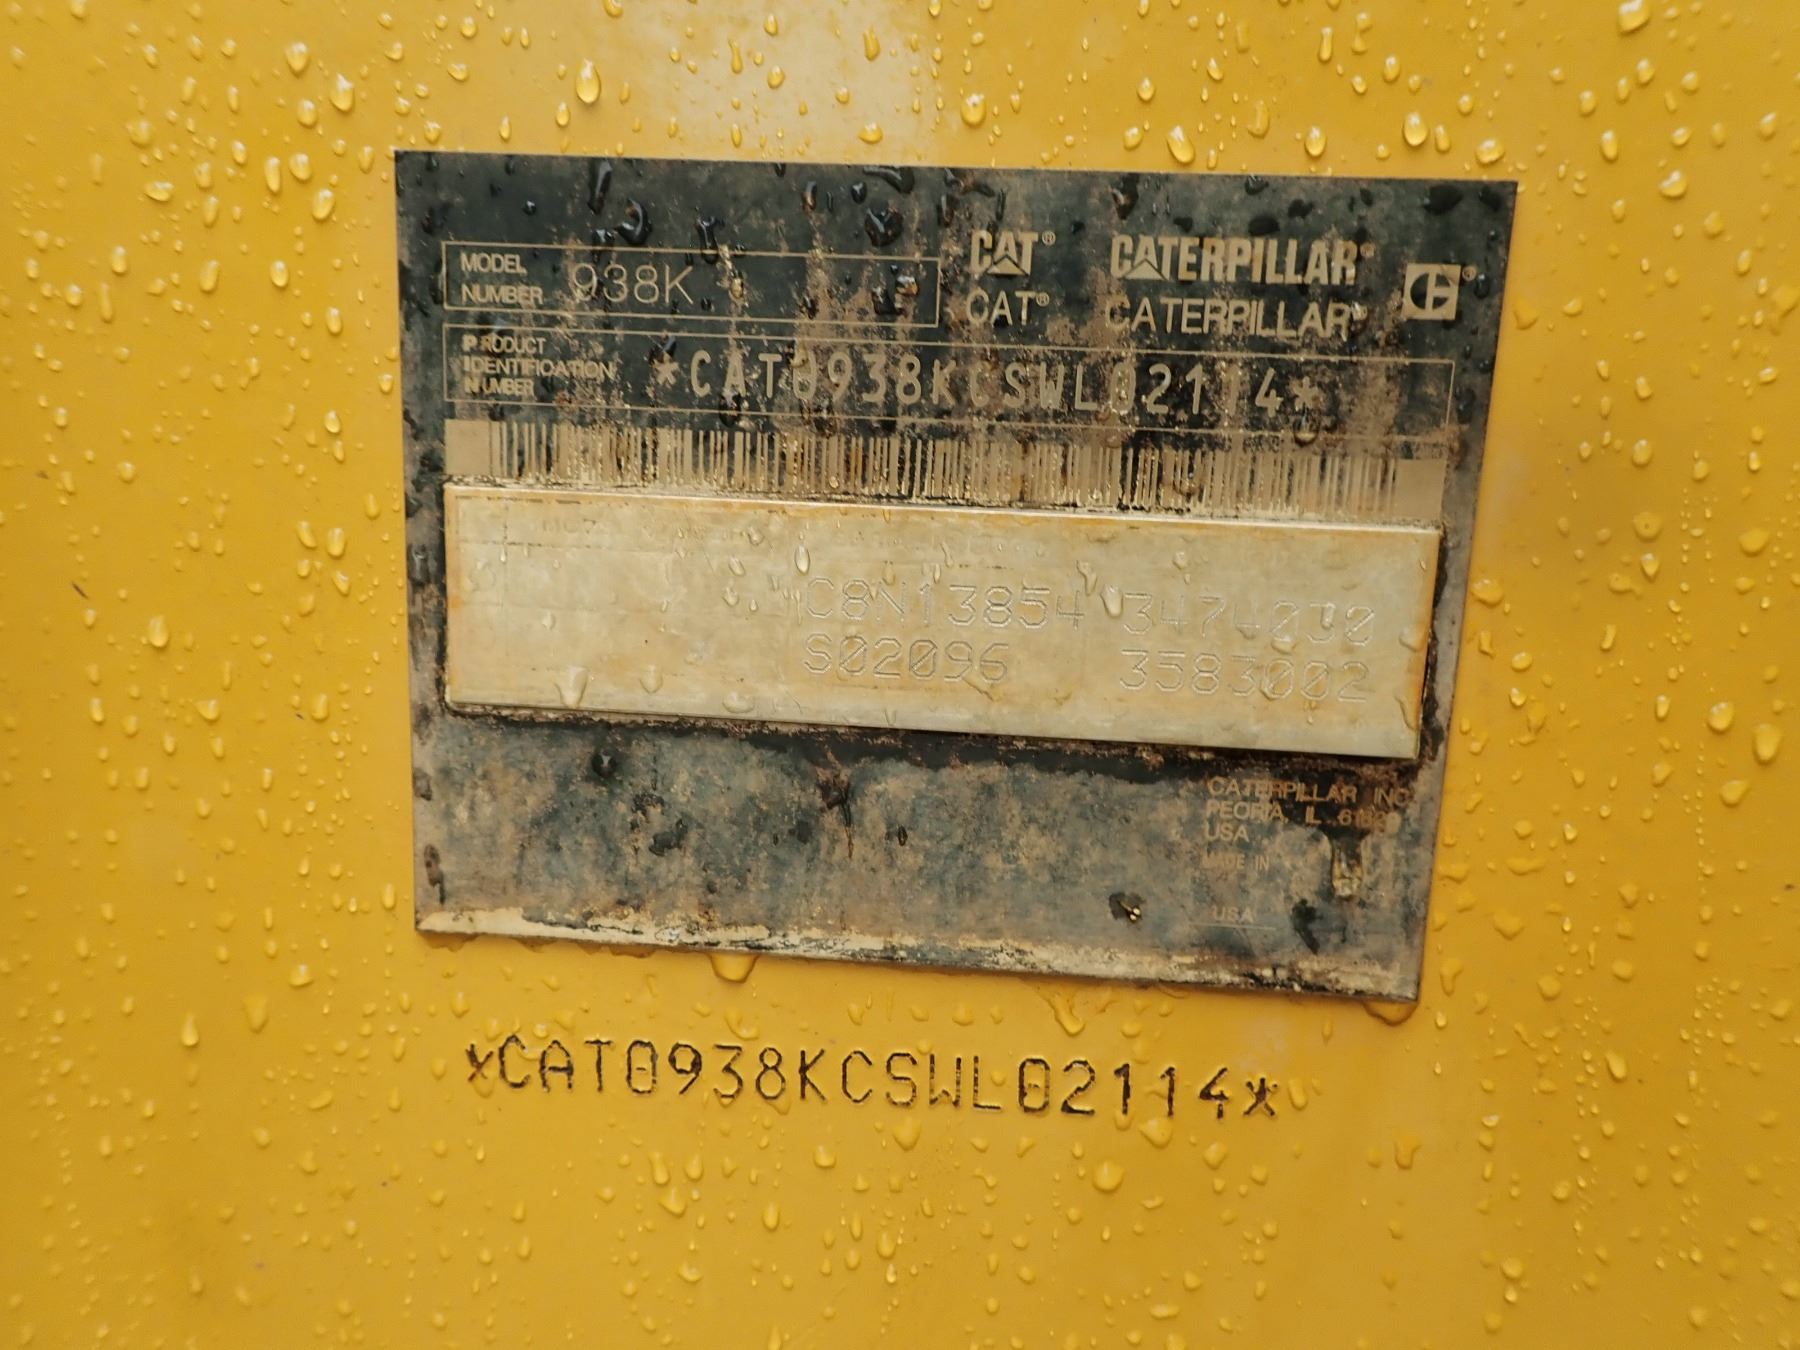 MODEL NUMBER 938K
CAT® CATERPILLAR®
CAT® CATERPILLAR®
PRODUCT
IDENTIFICATION
NUMBER
*CAT0938KCSWL02114*
C8N13854 3474030
S02096 3583002
CATERPILLAR INC
PEORIA, IL
USA
MADE IN
USA
*CAT0938KCSWL02114*